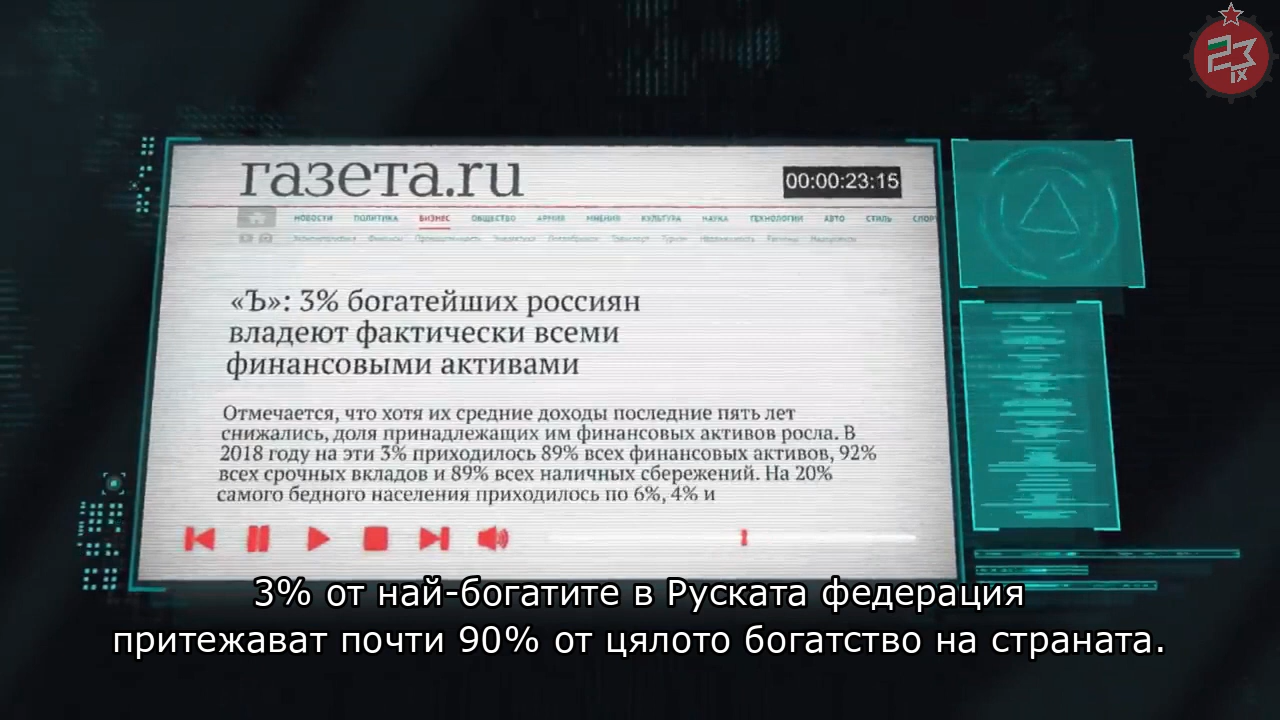 23
IX
газета.ru
00:00:23:15
НОВОСТИ ПОЛИТИКА БИЗНЕС ОБЩЕСТВО АРМИЯ МНЕНИЯ КУЛЬТУРА НАУКА ТЕХНОЛОГИИ АВТО СТИЛЬ СПОР
«Ъ»: 3% богатейших россиян
владеют фактически всеми
финансовыми активами
Отмечается, что хотя их средние доходы последние пять лет
снижались, доля принадлежащих им финансовых активов росла. В
2018 году на эти 3% приходилось 89% всех финансовых активов, 92%
всех срочных вкладов и 89% всех наличных сбережений. На 20%
самого бедного населения приходилось по 6%, 4% и
3% от най-богатите в Руската федерация
притежават почти 90% от цялото богатство на страната.